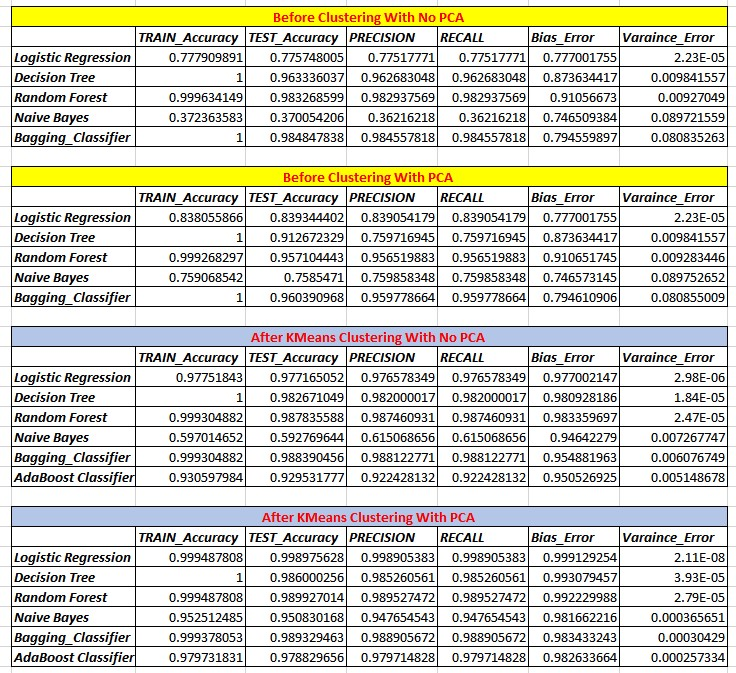 Before Clustering With No PCA
TRAIN_Accuracy TEST_Accuracy PRECISION RECALL Bias_Error Varaince_Error
Logistic Regression 0.777909891 0.775748005 0.77517771 0.77517771 0.777001755 2.23E-05
Decision Tree 1 0.963336037 0.962683048 0.962683048 0.873634417 0.009841557
Random Forest 0.999634149 0.983268599 0.982937569 0.982937569 0.91056673 0.00927049
Naive Bayes 0.372363583 0.370054206 0.36216218 0.36216218 0.746509384 0.089721559
Bagging_Classifier 1 0.984847838 0.984557818 0.984557818 0.794559897 0.080835263
Before Clustering With PCA
TRAIN_Accuracy TEST_Accuracy PRECISION RECALL Bias_Error Varaince_Error
Logistic Regression 0.838055866 0.839344402 0.839054179 0.839054179 0.777001755 2.23E-05
Decision Tree 1 0.912672329 0.759716945 0.759716945 0.873634417 0.009841557
Random Forest 0.999268297 0.957104443 0.956519883 0.956519883 0.910651745 0.009283446
Naive Bayes 0.759068542 0.7585471 0.759858348 0.759858348 0.746573145 0.089752652
Bagging_Classifier 1 0.960390968 0.959778664 0.959778664 0.794610906 0.080855009
After KMeans Clustering With No PCA
TRAIN_Accuracy TEST_Accuracy PRECISION RECALL Bias_Error Varaince_Error
Logistic Regression 0.97751843 0.977165052 0.976578349 0.976578349 0.977002147 2.98E-06
Decision Tree 1 0.982671049 0.982000017 0.982000017 0.980928186 1.84E-05
Random Forest 0.999304882 0.987835588 0.987460931 0.987460931 0.983359697 2.47E-05
Naive Bayes 0.597014652 0.592769644 0.615068656 0.615068656 0.94642279 0.007267747
Bagging_Classifier 0.999304882 0.988390456 0.988122771 0.988122771 0.954881963 0.006076749
AdaBoost Classifier 0.930597984 0.929531777 0.922428132 0.922428132 0.950526925 0.005148678
After KMeans Clustering With PCA
TRAIN_Accuracy TEST_Accuracy PRECISION RECALL Bias_Error Varaince_Error
Logistic Regression 0.999487808 0.998975628 0.998905383 0.998905383 0.999129254 2.11E-08
Decision Tree 1 0.986000256 0.985260561 0.985260561 0.993079457 3.93E-05
Random Forest 0.999487808 0.989927014 0.989527472 0.989527472 0.992229988 2.79E-05
Naive Bayes 0.952512485 0.950830168 0.947654543 0.947654543 0.981662216 0.000365651
Bagging_Classifier 0.999378053 0.989329463 0.988905672 0.988905672 0.983433243 0.00030429
AdaBoost Classifier 0.979731831 0.978829656 0.979714828 0.979714828 0.982633664 0.000257334